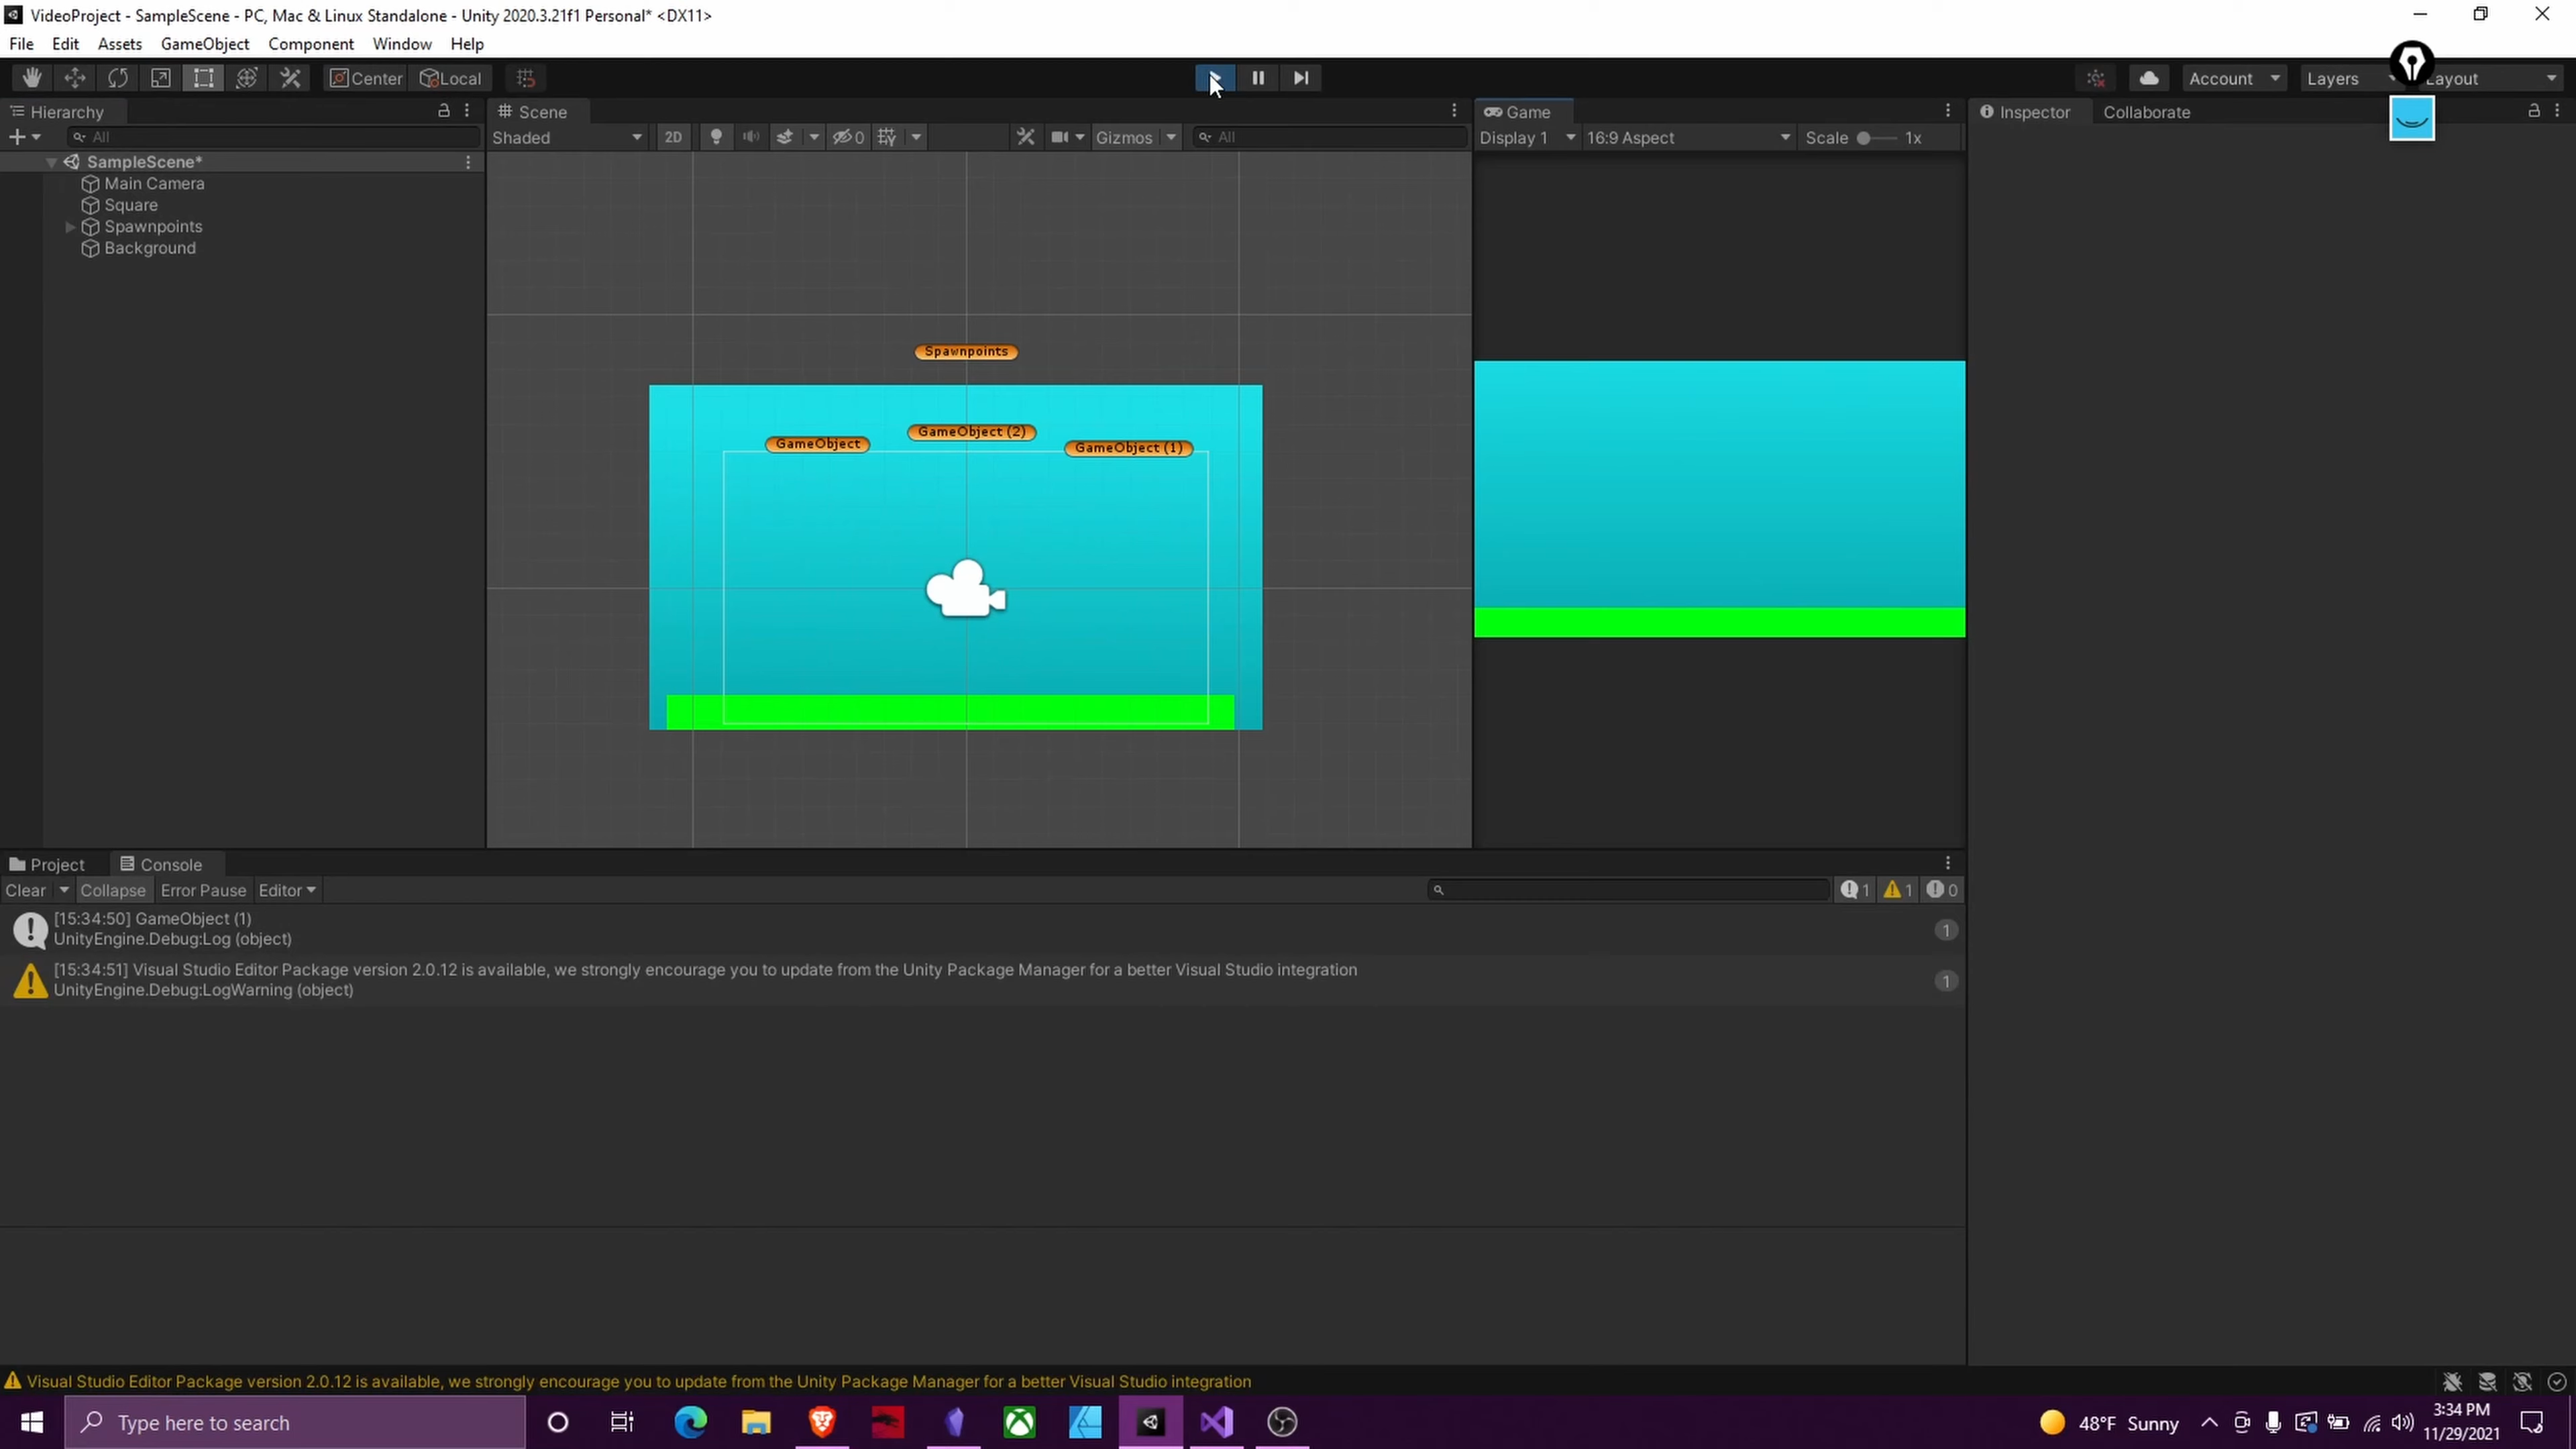 VideoProject - SampleScene - PC, Mac & Linux Standalone - Unity 2020.3.21f1 Personal* <DX11>
File Edit Assets GameObject Component Window Help
Center Local Account Layers
Hierarchy
All
SampleScene*
Main Camera
Square
Spawnpoints
Background
Scene
Shaded 2D 0 Gizmos All
Spawnpoints
GameObject GameObject (2) GameObject (1)
Game
Display 1 16:9 Aspect Scale 1x
Inspector Collaborate
Project Console
Clear Collapse Error Pause Editor 1 1 0
[15:34:50] GameObject (1)
UnityEngine.Debug:Log (object)
1
[15:34:51] Visual Studio Editor Package version 2.0.12 is available, we strongly encourage you to update from the Unity Package Manager for a better Visual Studio integration
UnityEngine.Debug:LogWarning (object)
1
Visual Studio Editor Package version 2.0.12 is available, we strongly encourage you to update from the Unity Package Manager for a better Visual Studio integration
Type here to search
48°F Sunny
3:34 PM
11/29/2021